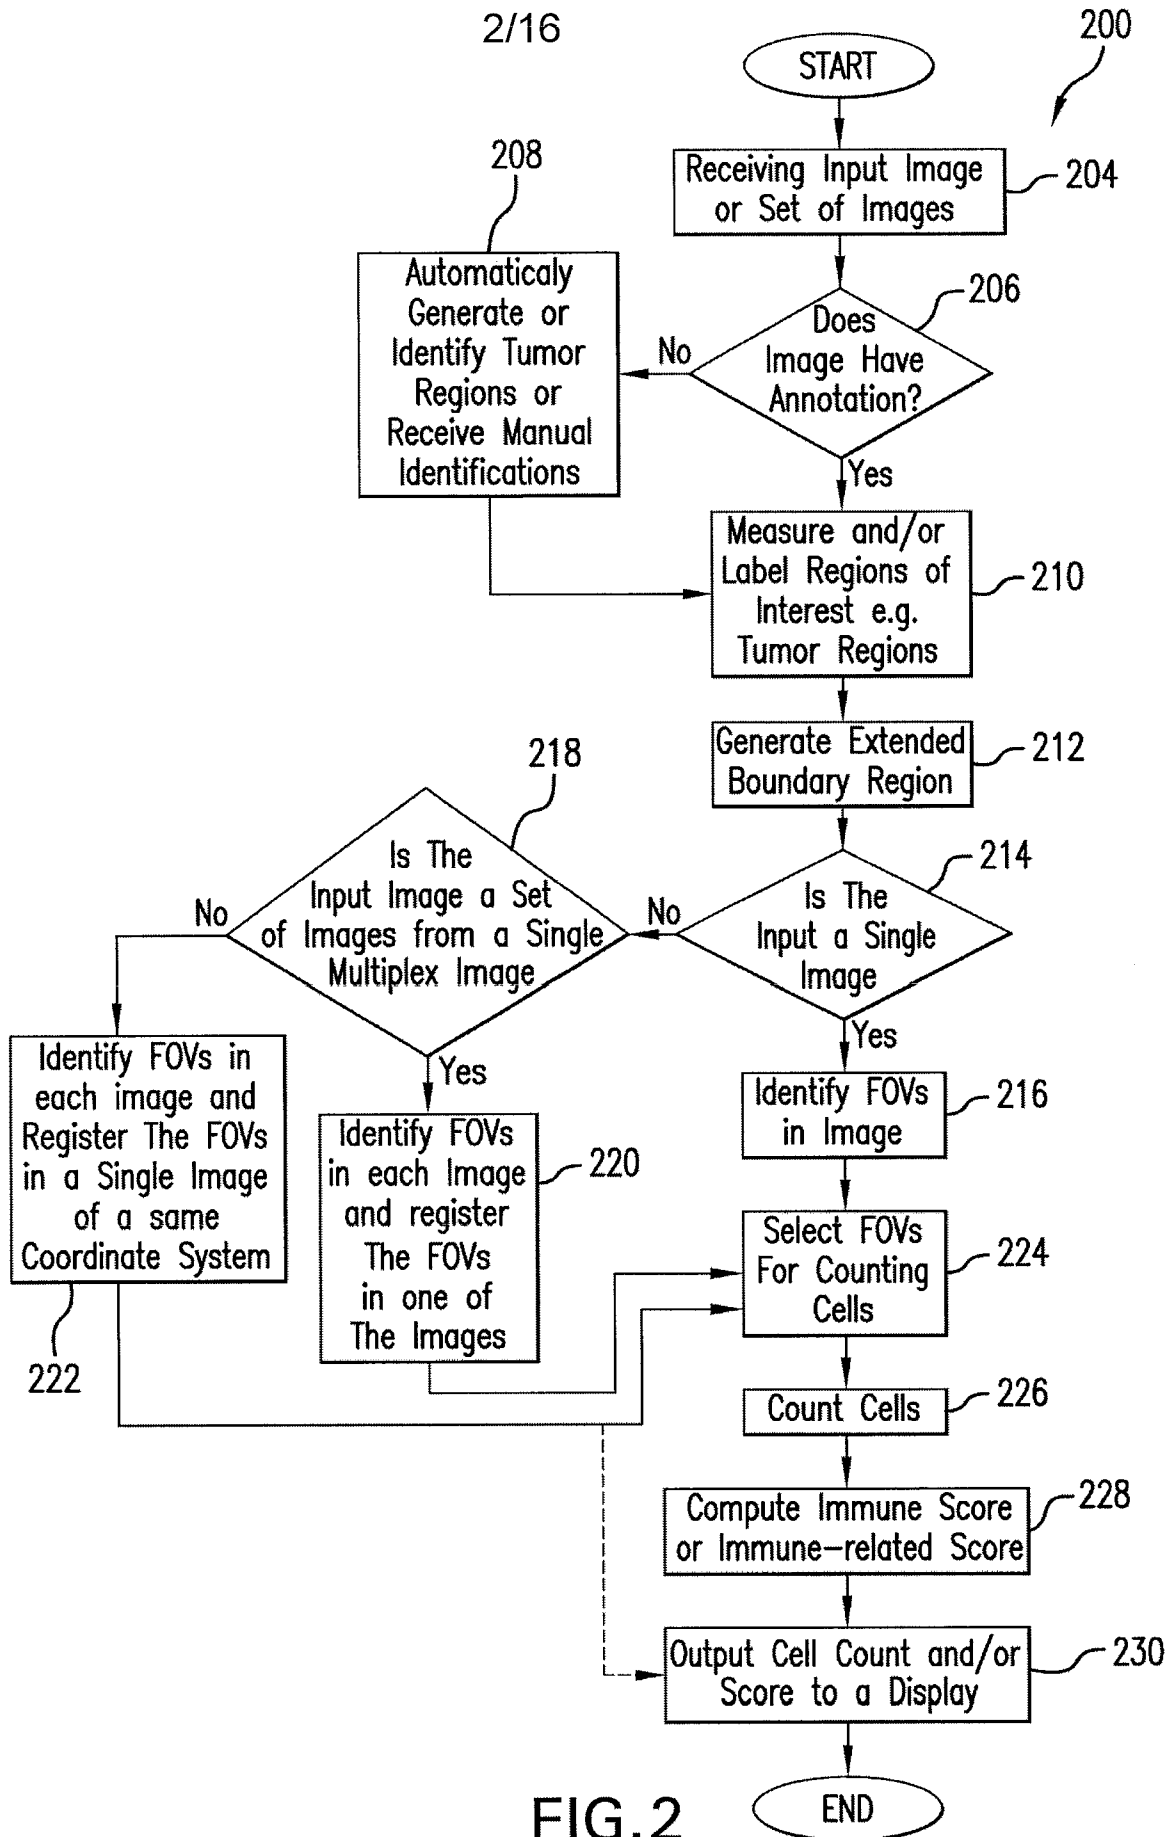 2/16
200
START
Receiving Input Image
or Set of Images
204
208
Automaticaly
Generate or
Identify Tumor
Regions or
Receive Manual
Identifications
206
Does
Image Have
Annotation?
No
Yes
Measure and/or
Label Regions of
Interest e.g.
Tumor Regions
210
Generate Extended
Boundary Region
212
218
Is The
Input Image a Set
of Images from a Single
Multiplex Image
No
Yes
214
Is The
Input a Single
Image
No
Yes
Identify FOVs in
each image and
Register The FOVs
in a Single Image
of a same
Coordinate System
222
Identify FOVs
in each Image
and register
The FOVs
in one of
The Images
220
Identify FOVs
in Image
216
Select FOVs
For Counting
Cells
224
Count Cells
226
Compute Immune Score
or Immune-related Score
228
Output Cell Count and/or
Score to a Display
230
END
FIG.2